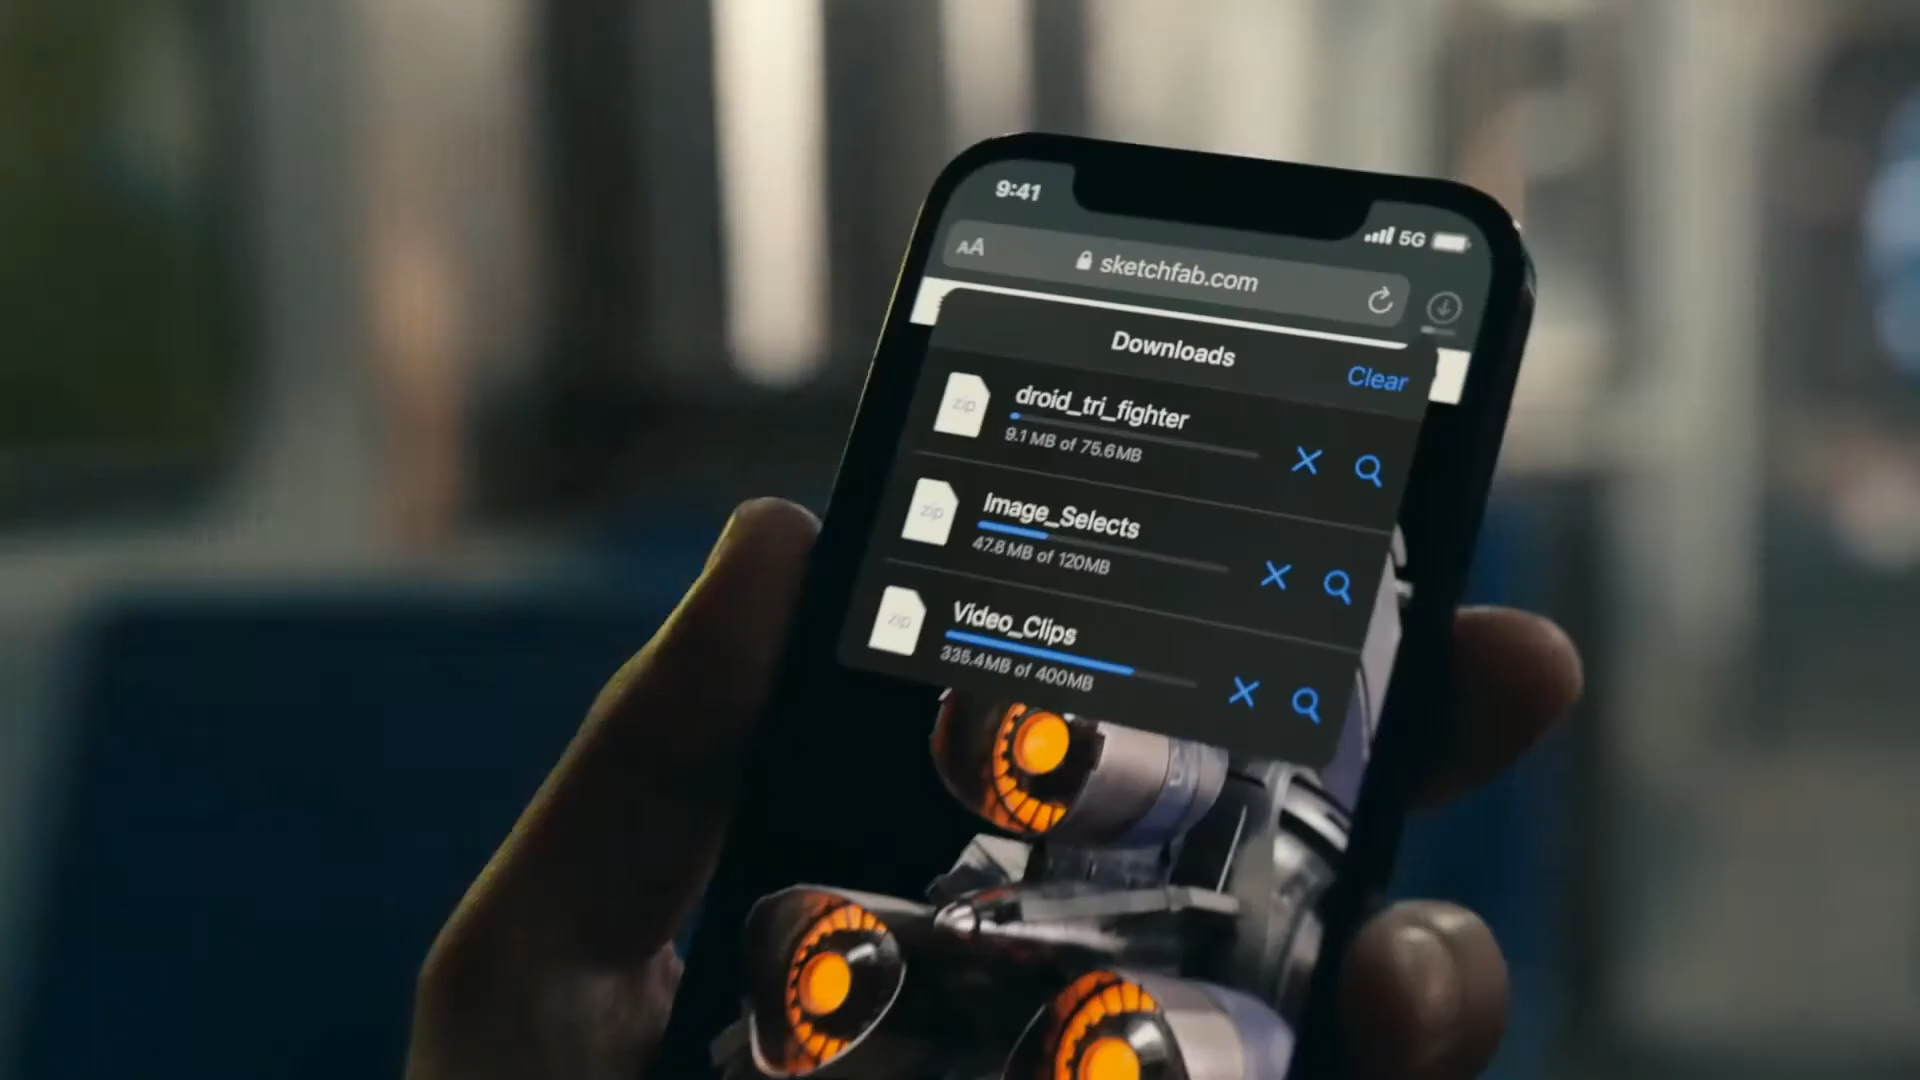 9:41
5G
AA
sketchfab.com
Downloads
Clear
zip
droid_tri_fighter
9.1 MB of 75.6MB
zip
Image_Selects
47.8 MB of 120MB
zip
Video_Clips
335.4MB of 400MB